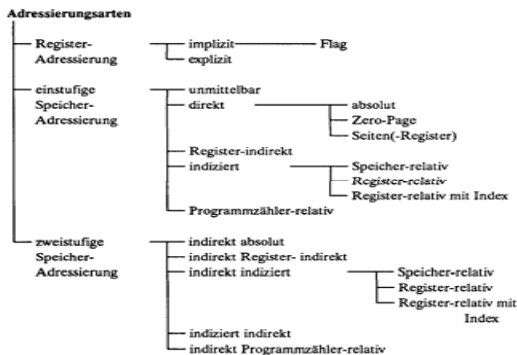 Adressierungsarten
Register- implizit Flag
Adressierung explizit
einstufige unmittelbar
Speicher- direkt absolut
Adressierung Zero-Page
Seiten(-Register)
Register-indirekt
indiziert Speicher-relativ
Register-relativ
Register-relativ mit Index
Programmzähler-relativ
zweistufige indirekt absolut
Speicher- indirekt Register- indirekt
Adressierung indirekt indiziert Speicher-relativ
Register-relativ
Register-relativ mit
Index
indiziert indirekt
indirekt Programmzähler-relativ